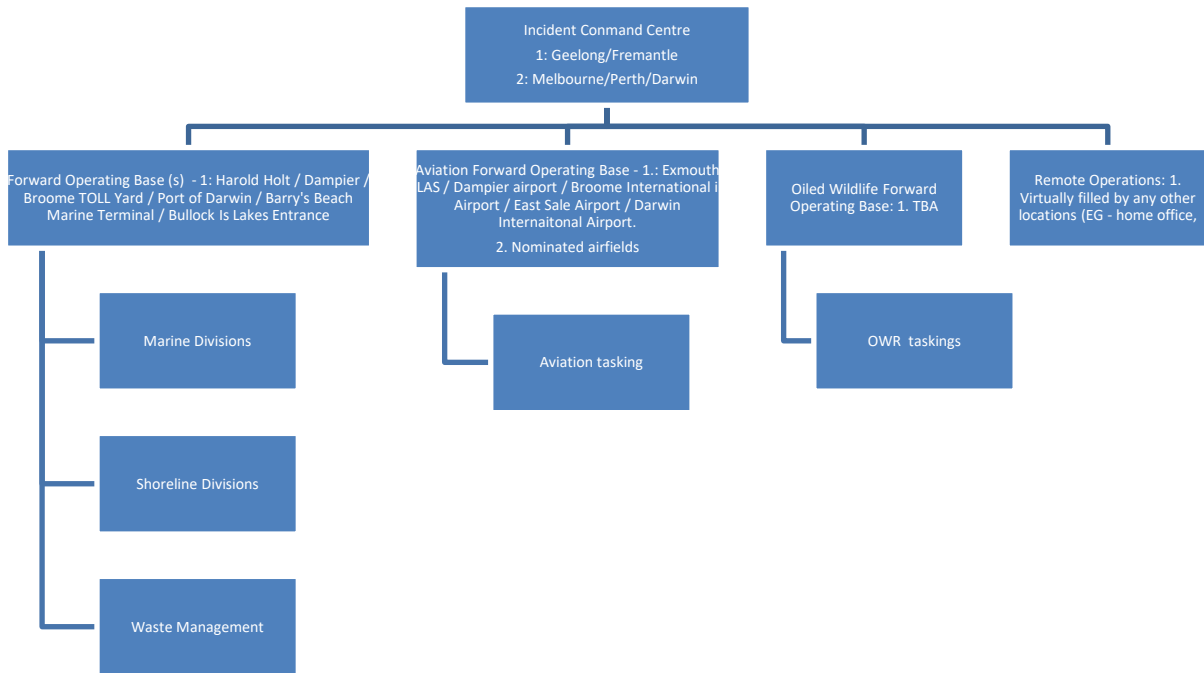 Incident Conmand Centre
1: Geelong/Fremantle
2: Melbourne/Perth/Darwin
Forward Operating Base (s) - 1: Harold Holt / Dampier /
Broome TOLL Yard / Port of Darwin / Barry's Beach
Marine Terminal / Bullock Is Lakes Entrance
Aviation Forward Operating Base - 1.: Exmouth
LAS / Dampier airport / Broome International i
Airport / East Sale Airport / Darwin
Internaitonal Airport.
2. Nominated airfields
Oiled Wildlife Forward
Operating Base: 1. TBA
Remote Operations: 1.
Virtually filled by any other
locations (EG - home office,
Marine Divisions
Aviation tasking
OWR taskings
Shoreline Divisions
Waste Management